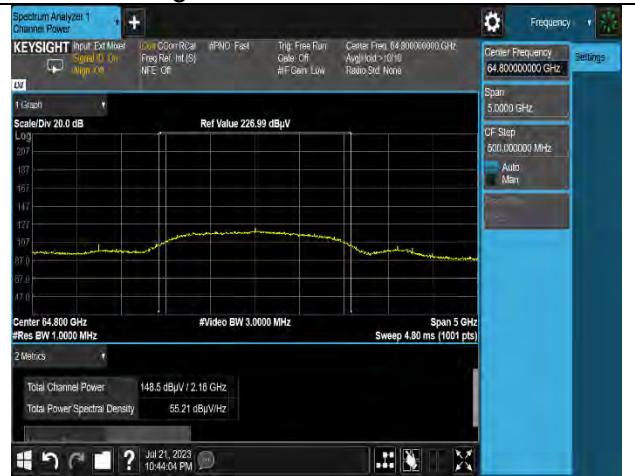 Spectrum Analyzer 1
Channel Power
+
Frequency
KEYSIGHT Input: Ext Mixer
Signal ID: On
Align: Off
CCorr RCal
Freq Ref: Int (S)
NFE: Off
#PNO: Fast
Trig: Free Run
Gate: Off
#IF Gain: Low
Center Freq: 64.800000000 GHz
Avg|Hold:>10/10
Radio Std: None
LXI
Center Frequency
64.800000000 GHz
Settings
Span
5.0000 GHz
CF Step
500.000000 MHz
Auto
Man
1 Graph
Scale/Div 20.0 dB
Ref Value 226.99 dBµV
Log
207
187
167
147
127
107
87.0
67.0
47.0
Center 64.800 GHz
#Video BW 3.0000 MHz
Span 5 GHz
#Res BW 1.0000 MHz
Sweep 4.80 ms (1001 pts)
2 Metrics
Total Channel Power 148.5 dBµV / 2.16 GHz
Total Power Spectral Density 55.21 dBµV/Hz
?
Jul 21, 2023
10:44:04 PM